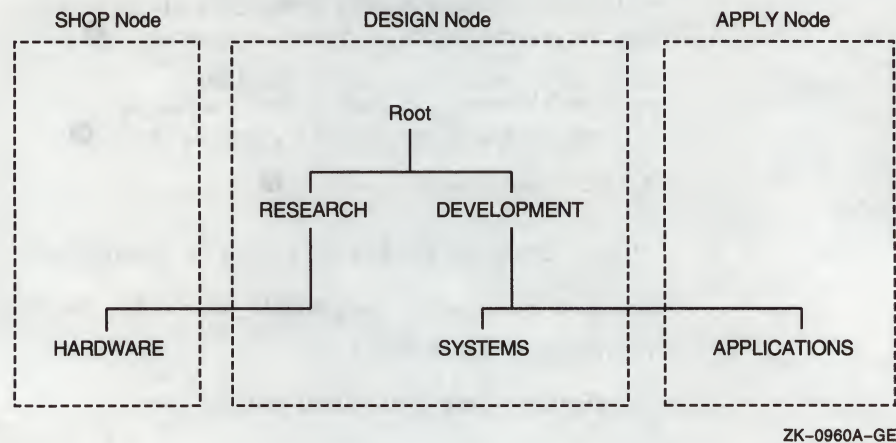 SHOP Node DESIGN Node APPLY Node
Root
RESEARCH DEVELOPMENT
HARDWARE SYSTEMS APPLICATIONS
ZK-0960A-GE